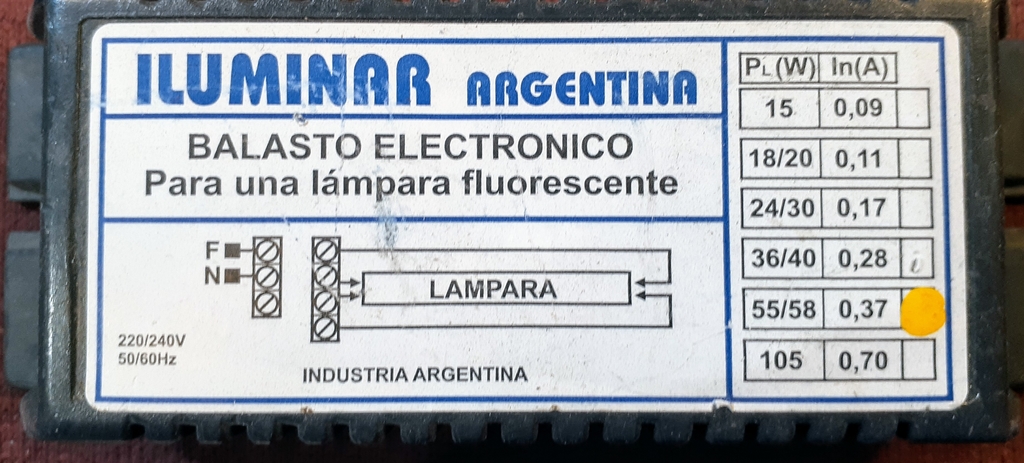 ILUMINAR ARGENTINA
BALASTO ELECTRONICO
Para una lámpara fluorescente
F
N
LAMPARA
220/240V
50/60Hz
INDUSTRIA ARGENTINA
PL(W) In(A)
15 0,09
18/20 0,11
24/30 0,17
36/40 0,28
55/58 0,37
105 0,70